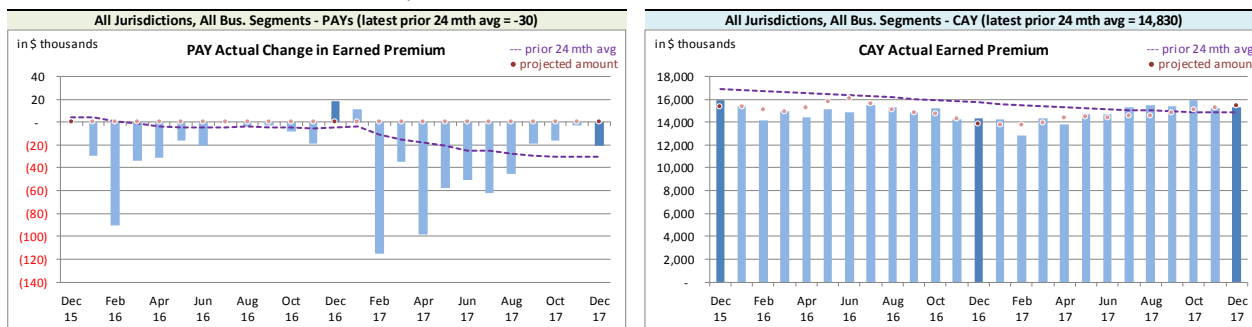 All Jurisdictions, All Bus. Segments - PAYs (latest prior 24 mth avg = -30)
in $ thousands
PAY Actual Change in Earned Premium
--- prior 24 mth avg
• projected amount
40
20
-
(20)
(40)
(60)
(80)
(100)
(120)
(140)
Dec Feb Apr Jun Aug Oct Dec Feb Apr Jun Aug Oct Dec
15 16 16 16 16 16 16 17 17 17 17 17 17
All Jurisdictions, All Bus. Segments - CAY (latest prior 24 mth avg = 14,830)
in $ thousands
CAY Actual Earned Premium
--- prior 24 mth avg
• projected amount
18,000
16,000
14,000
12,000
10,000
8,000
6,000
4,000
2,000
-
Dec Feb Apr Jun Aug Oct Dec Feb Apr Jun Aug Oct Dec
15 16 16 16 16 16 16 17 17 17 17 17 17